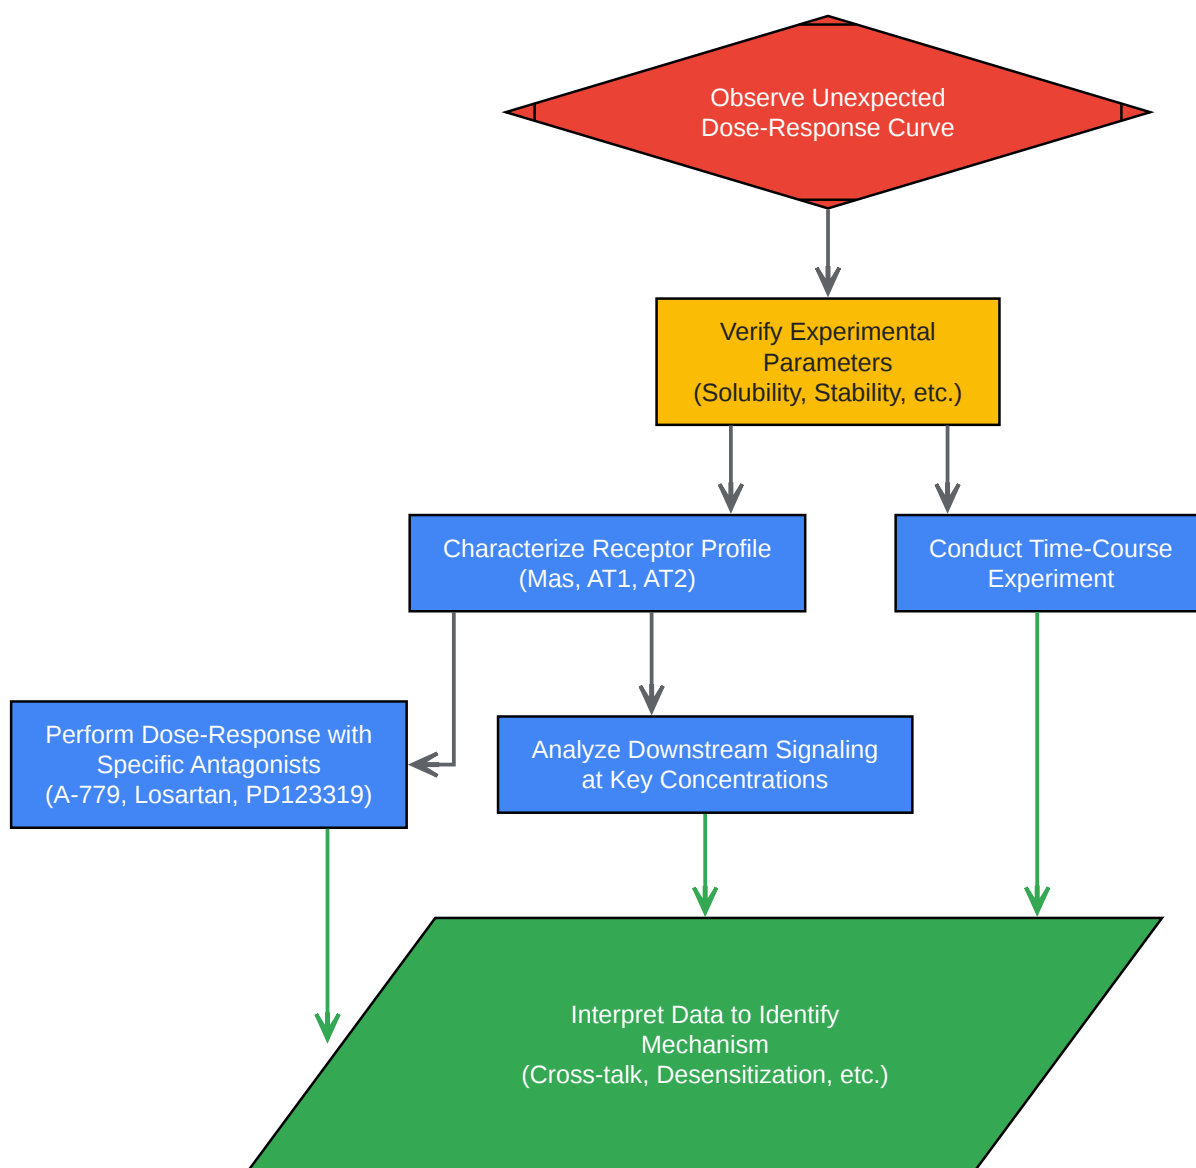 Observe Unexpected
Dose-Response Curve
Verify Experimental
Parameters
(Solubility, Stability, etc.)
Characterize Receptor Profile
(Mas, AT1, AT2)
Conduct Time-Course
Experiment
Perform Dose-Response with
Specific Antagonists
(A-779, Losartan, PD123319)
Analyze Downstream Signaling
at Key Concentrations
Interpret Data to Identify
Mechanism
(Cross-talk, Desensitization, etc.)